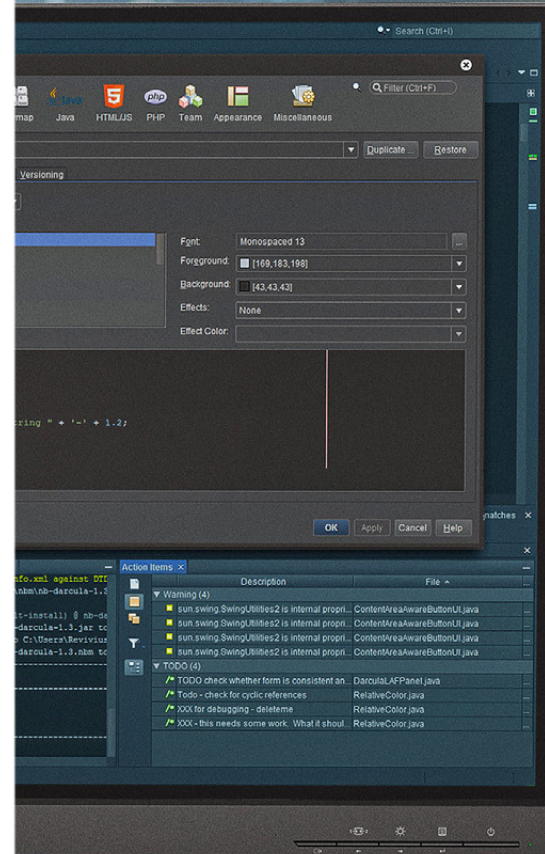 Search (Ctrl+I)
Filter (Ctrl+F)
map Java HTML/JS PHP Team Appearance Miscellaneous
Duplicate ... Restore
Versioning
Font: Monospaced 13 ...
Foreground: [169,183,198]
Background: [43,43,43]
Effects: None
Effect Color:
tring " + '-' + 1.2;
OK Apply Cancel Help
matches
Action Items
nfo.xml against DTD
\nbm\nb-darcula-1.3
lt-install) @ nb-da
-darcula-1.3.jar to
o C:\Users\Revivius
-darcula-1.3.nbm to
Description File
Warning (4)
sun.swing.SwingUtilities2 is internal propri... ContentAreaAwareButtonUI.java
sun.swing.SwingUtilities2 is internal propri... ContentAreaAwareButtonUI.java
sun.swing.SwingUtilities2 is internal propri... ContentAreaAwareButtonUI.java
sun.swing.SwingUtilities2 is internal propri... ContentAreaAwareButtonUI.java
TODO (4)
TODO check whether form is consistent an... DarculaLAFPanel.java
Todo - check for cyclic references RelativeColor.java
XXX for debugging - deleteme RelativeColor.java
XXX - this needs some work. What it shoul... RelativeColor.java